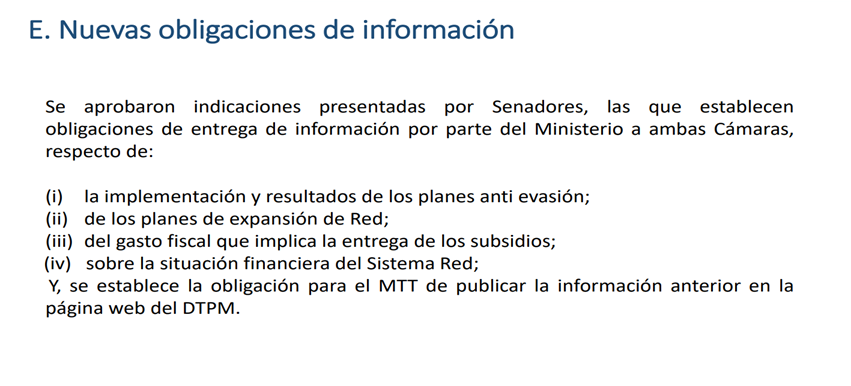 E. Nuevas obligaciones de información
Se aprobaron indicaciones presentadas por Senadores, las que establecen
obligaciones de entrega de información por parte del Ministerio a ambas Cámaras,
respecto de:
(i) la implementación y resultados de los planes anti evasión;
(ii) de los planes de expansión de Red;
(iii) del gasto fiscal que implica la entrega de los subsidios;
(iv) sobre la situación financiera del Sistema Red;
Y, se establece la obligación para el MTT de publicar la información anterior en la
página web del DTPM.